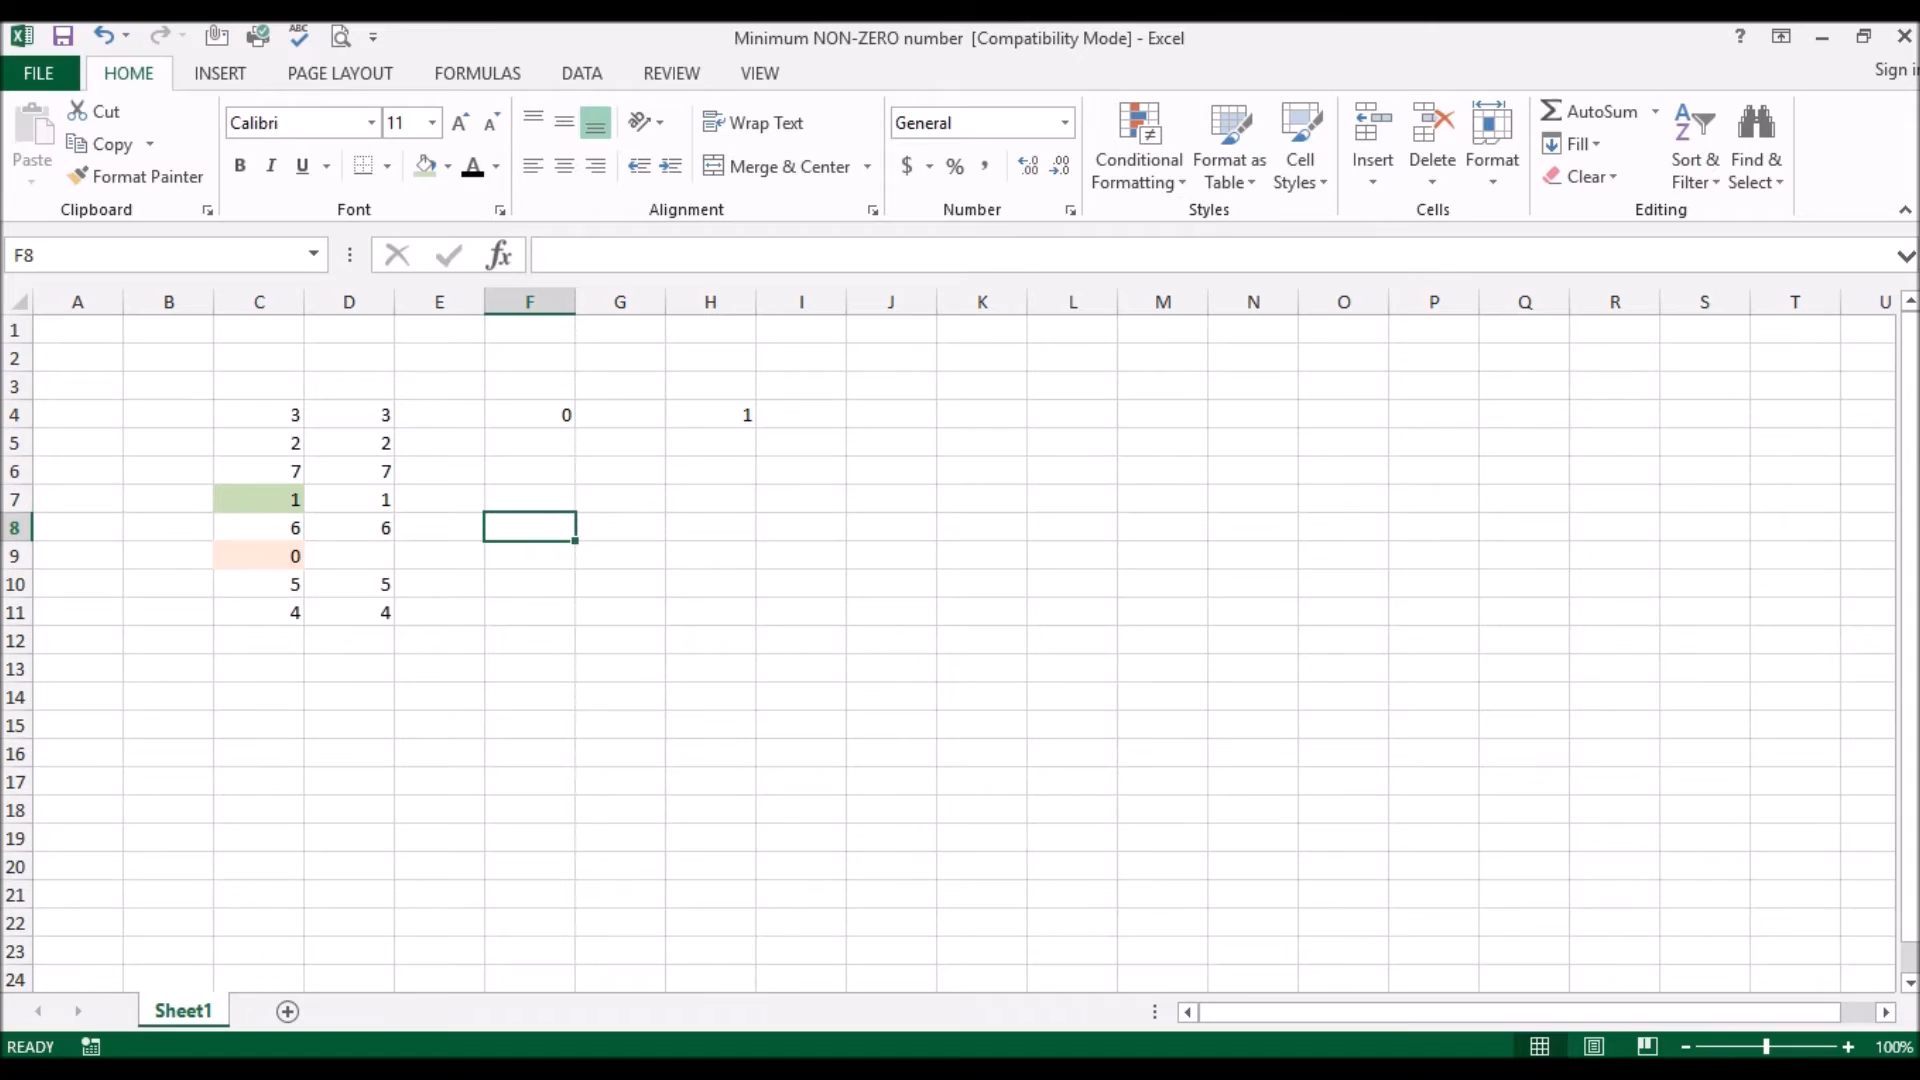 ABC
Minimum NON-ZERO number [Compatibility Mode] - Excel
?
FILE HOME INSERT PAGE LAYOUT FORMULAS DATA REVIEW VIEW
Sign in
Paste
Cut
Copy
Format Painter
Clipboard
Calibri 11
B I U A
Font
Wrap Text
Merge & Center
Alignment
General
$ % ,
Number
Conditional Formatting
Format as Table
Cell Styles
Styles
Insert
Delete
Format
Cells
AutoSum
Fill
Clear
Sort & Filter
Find & Select
Editing
F8
fx
A B C D E F G H I J K L M N O P Q R S T U
1
2
3
4 3 3 0 1
5 2 2
6 7 7
7 1 1
8 6 6
9 0
10 5 5
11 4 4
12
13
14
15
16
17
18
19
20
21
22
23
24
Sheet1
READY
100%